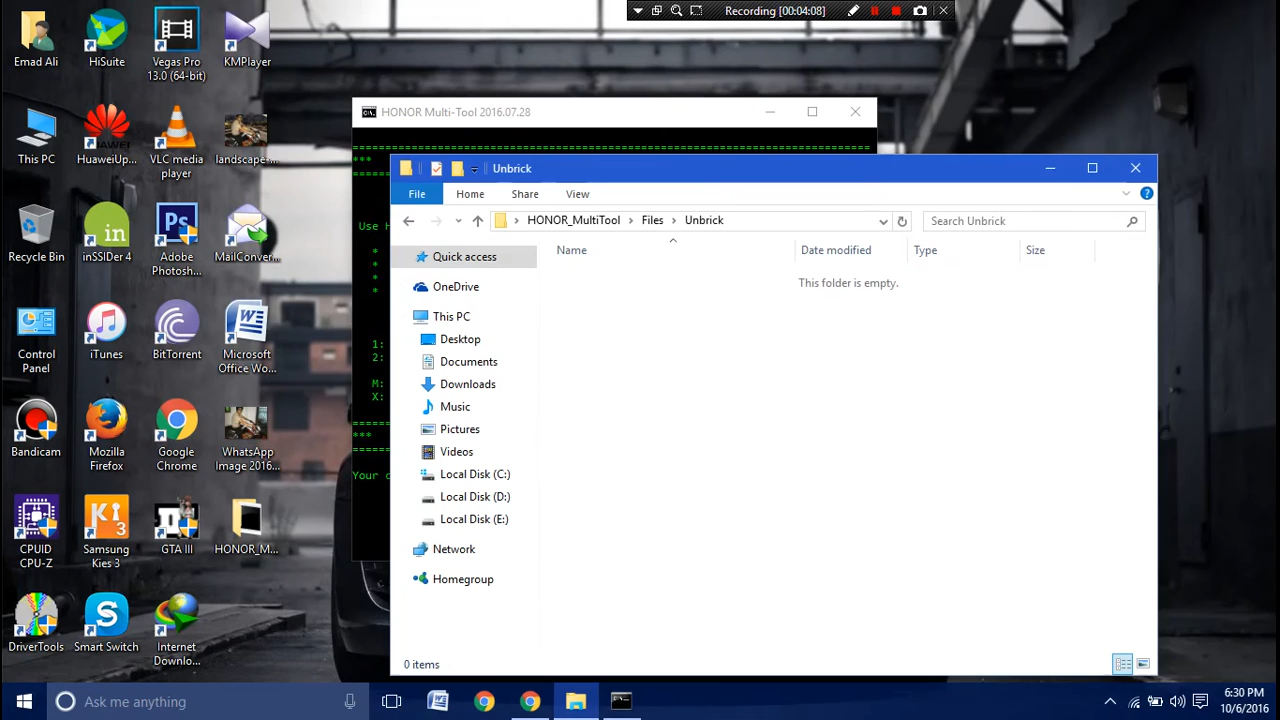 Recording [00:04:08]
Emad Ali
HiSuite
Vegas Pro
13.0 (64-bit)
KMPlayer
This PC
HuaweiUp...
VLC media
player
landscape-...
Recycle Bin
inSSIDer 4
Adobe
Photosh...
MailConver...
Control
Panel
iTunes
BitTorrent
Microsoft
Office Wo...
Bandicam
Mozilla
Firefox
Google
Chrome
WhatsApp
Image 2016...
CPUID
CPU-Z
Samsung
Kies 3
GTA III
HONOR_M...
DriverTools
Smart Switch
Internet
Downlo...
HONOR Multi-Tool 2016.07.28
***
Use
*
*
*
*
1:
2:
M:
X:
***
Your
Unbrick
File
Home
Share
View
HONOR_MultiTool
Files
Unbrick
Search Unbrick
Name
Date modified
Type
Size
This folder is empty.
Quick access
OneDrive
This PC
Desktop
Documents
Downloads
Music
Pictures
Videos
Local Disk (C:)
Local Disk (D:)
Local Disk (E:)
Network
Homegroup
0 items
Ask me anything
6:30 PM
10/6/2016